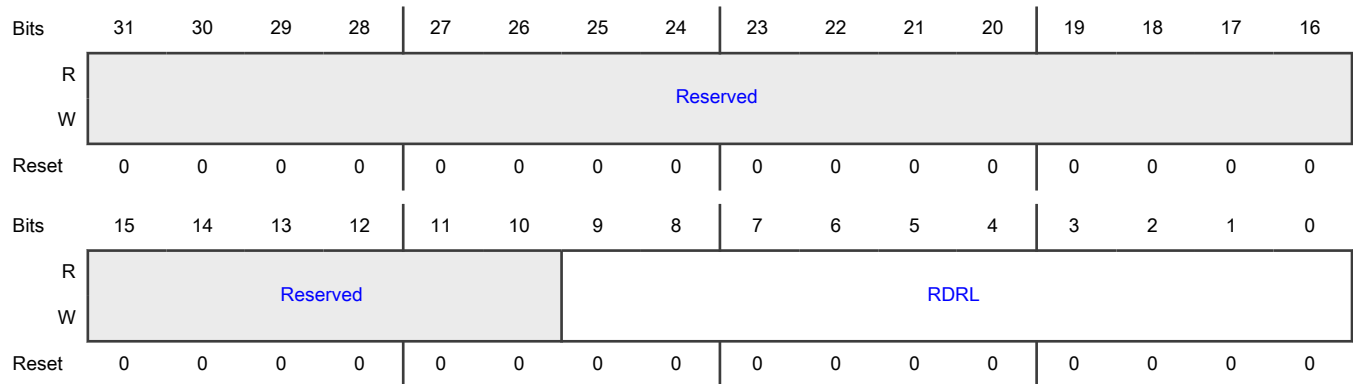 Bits 31 30 29 28 27 26 25 24 23 22 21 20 19 18 17 16
R
Reserved
W
Reset 0 0 0 0 0 0 0 0 0 0 0 0 0 0 0 0
Bits 15 14 13 12 11 10 9 8 7 6 5 4 3 2 1 0
R
Reserved RDRL
W
Reset 0 0 0 0 0 0 0 0 0 0 0 0 0 0 0 0